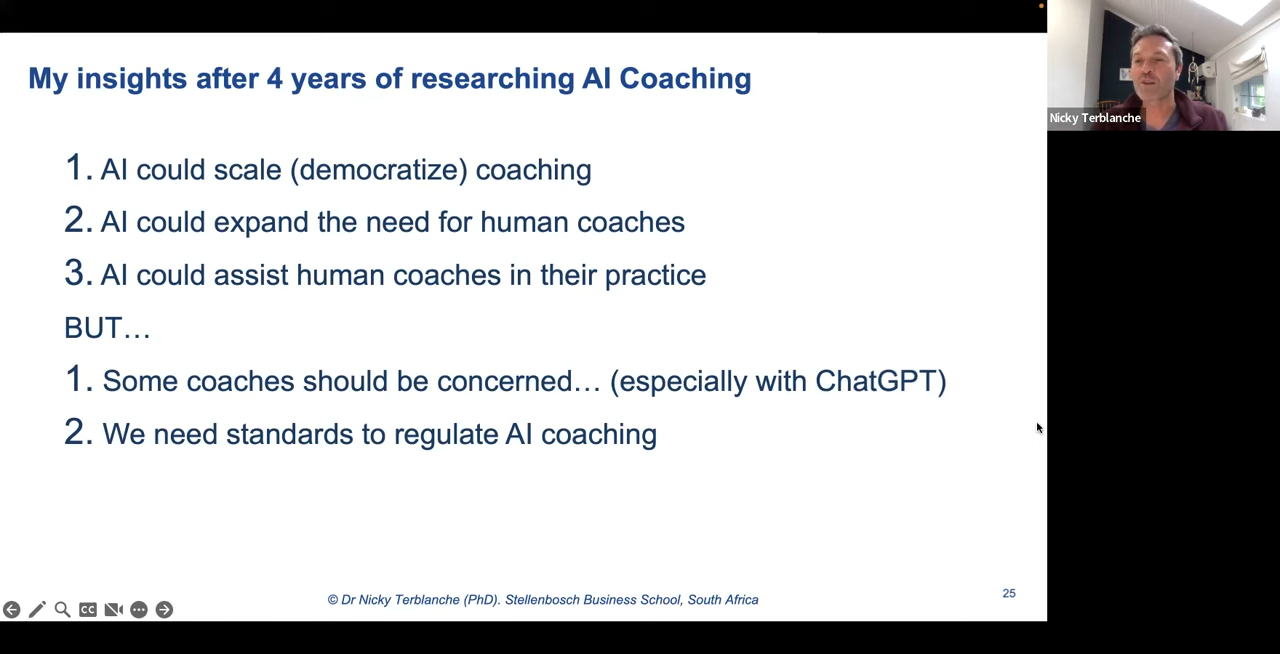 My insights after 4 years of researching AI Coaching
Nicky Terblanche
1. AI could scale (democratize) coaching
2. AI could expand the need for human coaches
3. AI could assist human coaches in their practice
BUT…
1. Some coaches should be concerned… (especially with ChatGPT)
2. We need standards to regulate AI coaching
CC
© Dr Nicky Terblanche (PhD). Stellenbosch Business School, South Africa
25